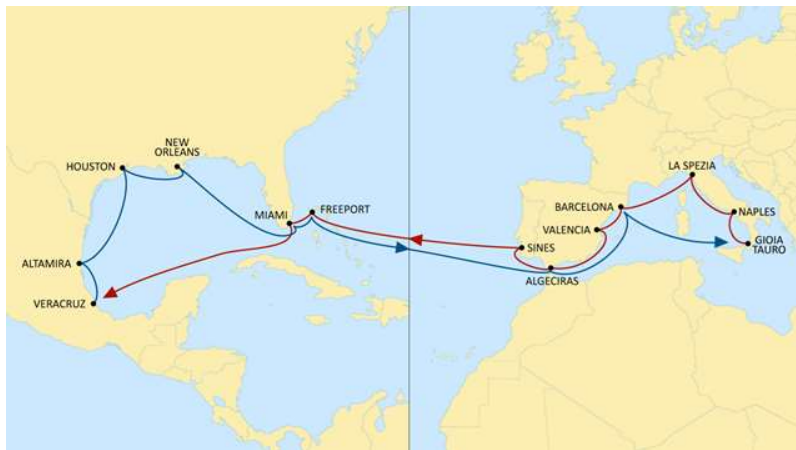 NEW
ORLEANS
HOUSTON
MIAMI
FREEPORT
ALTAMIRA
VERACRUZ
LA SPEZIA
BARCELONA
NAPLES
VALENCIA
SINES
GIOIA
TAURO
ALGECIRAS